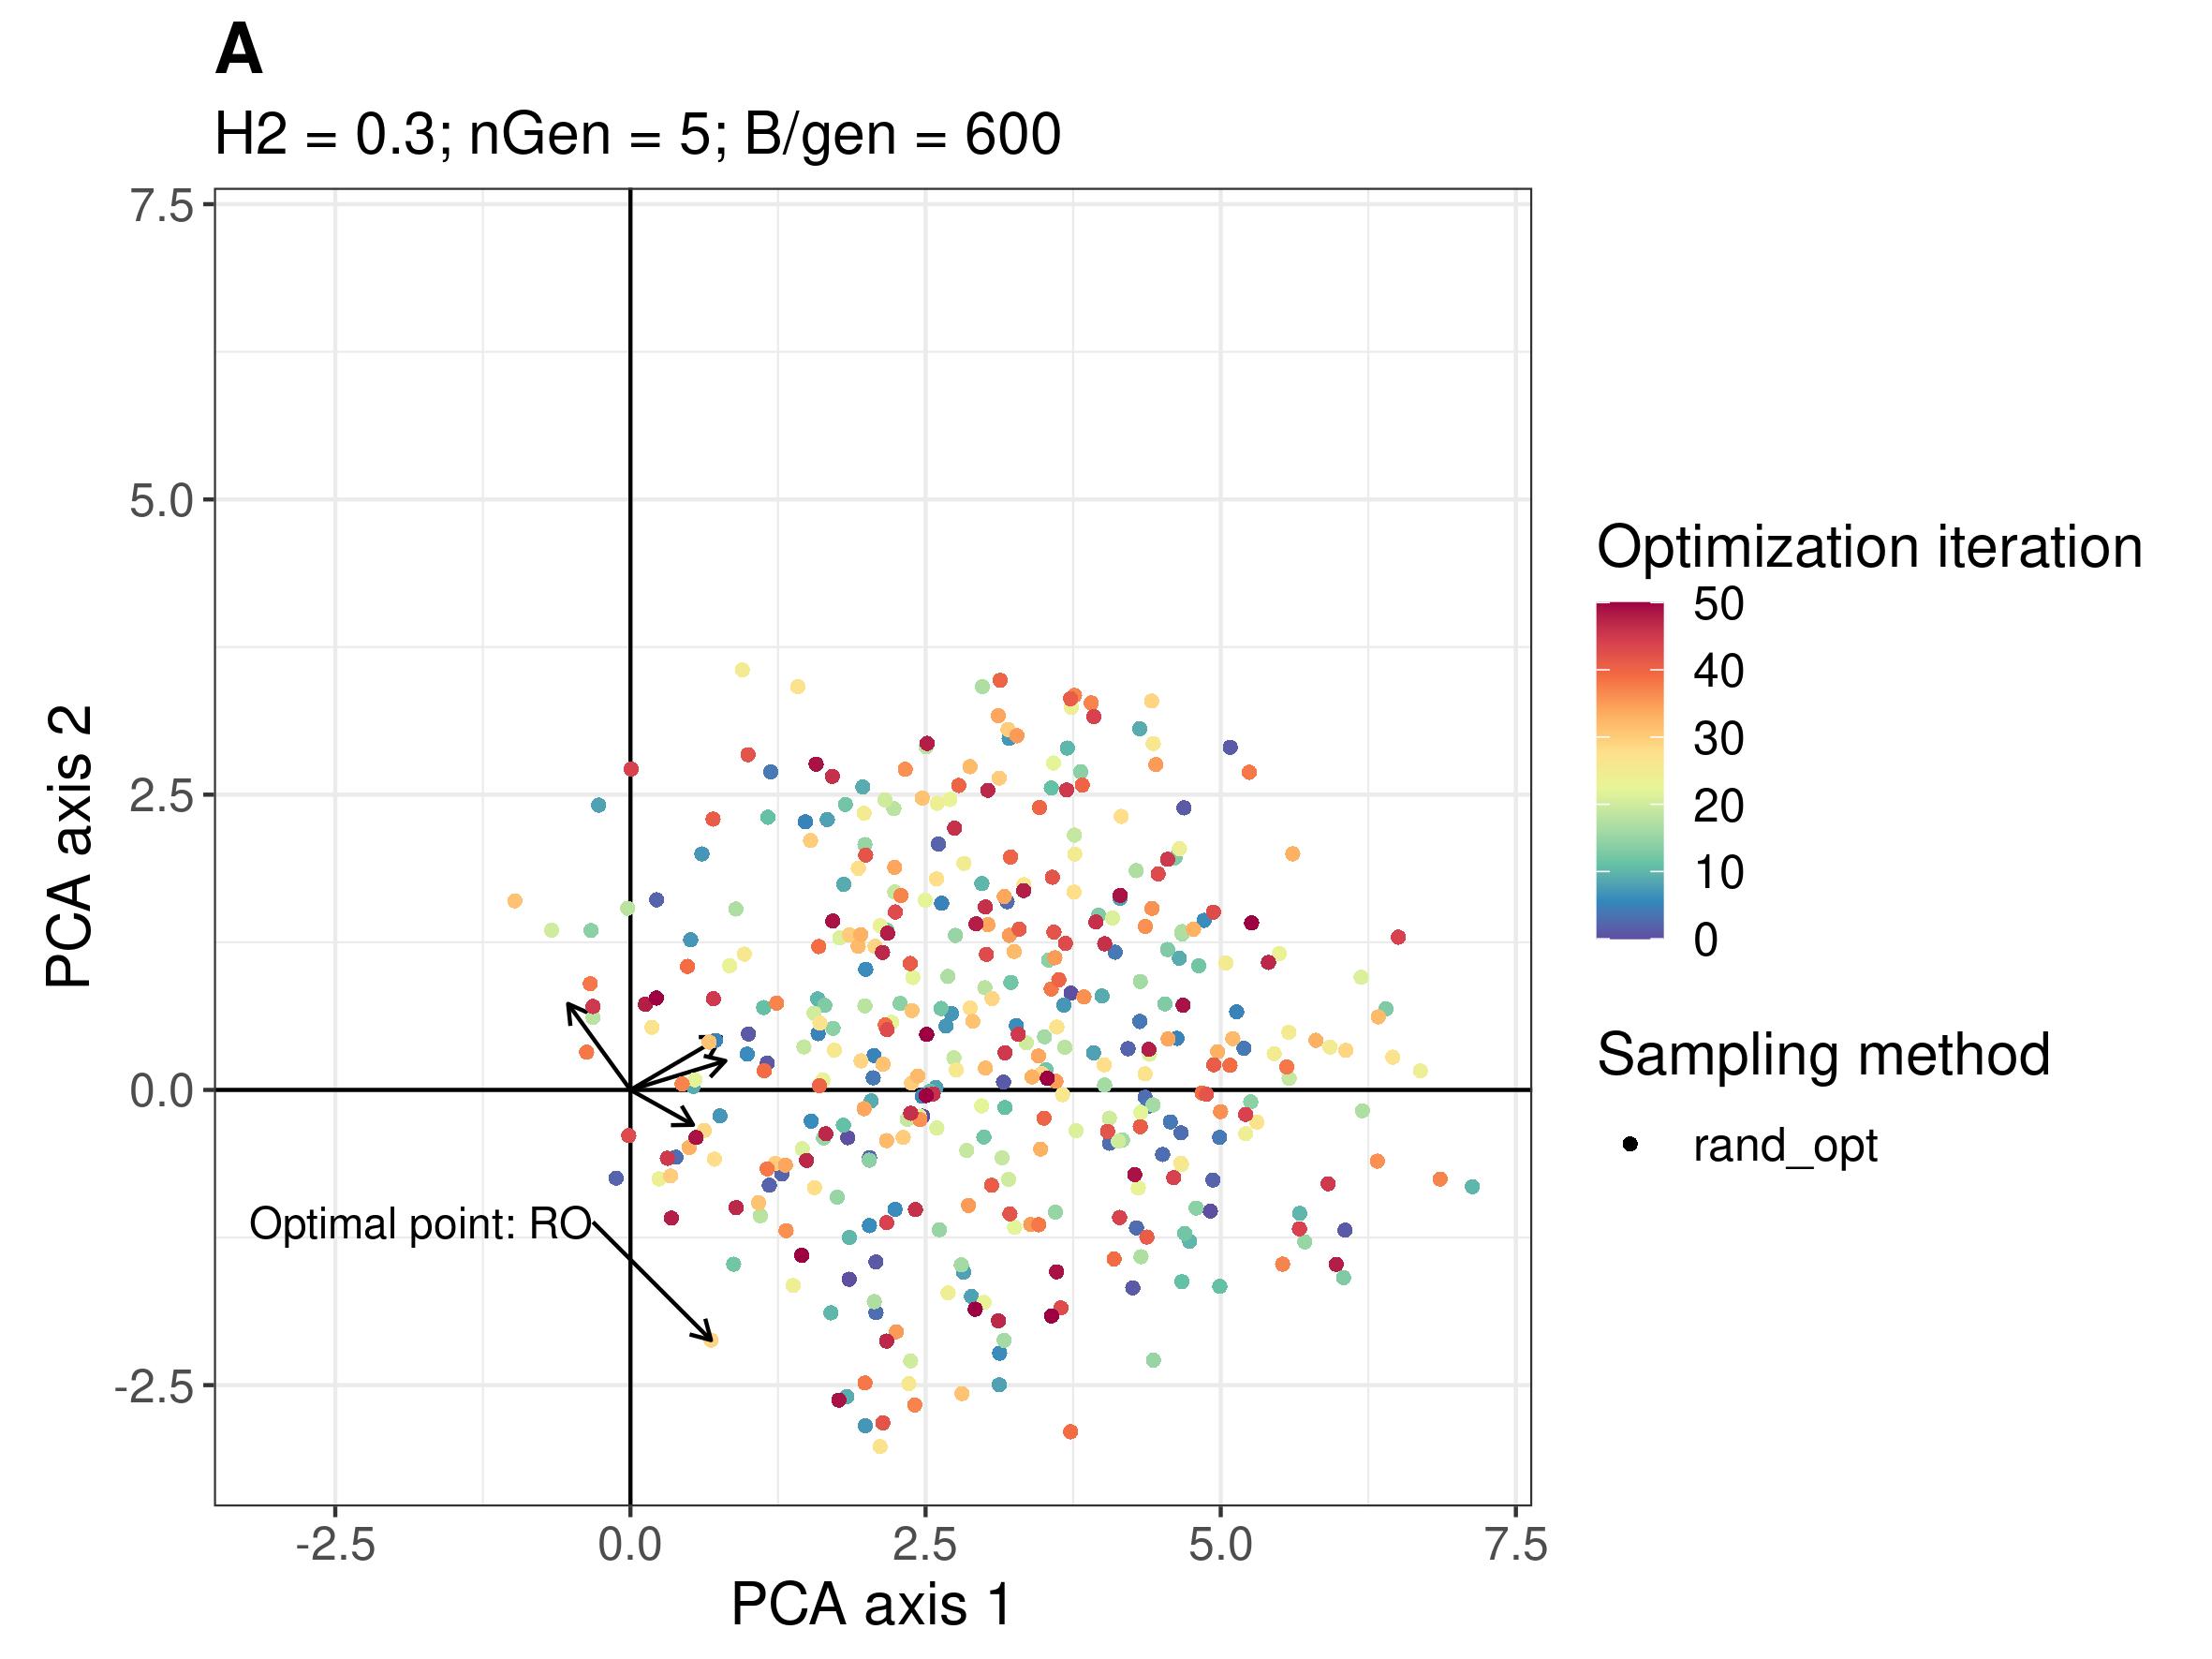 A
H2 = 0.3; nGen = 5; B/gen = 600
7.5
5.0
2.5
0.0
-2.5
PCA axis 2
Optimal point: RO
-2.5
0.0
2.5
5.0
7.5
PCA axis 1
Optimization iteration
50
40
30
20
10
0
Sampling method
rand_opt